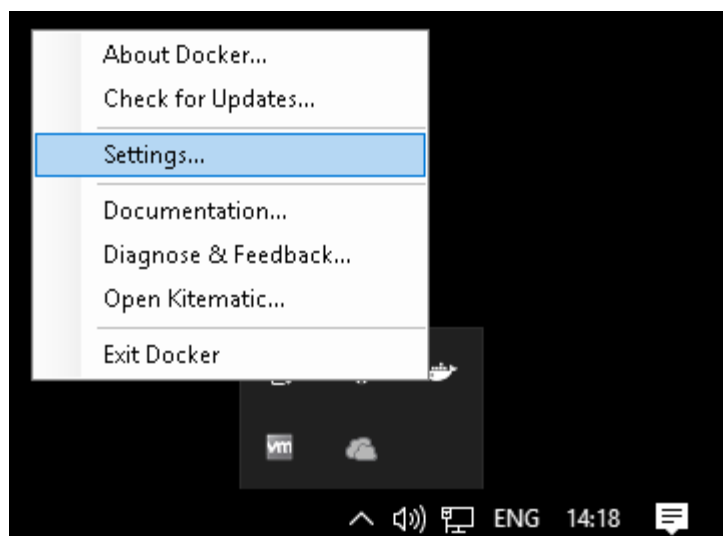 About Docker...
Check for Updates...
Settings...
Documentation...
Diagnose & Feedback...
Open Kitematic...
Exit Docker
vm
ENG 14:18